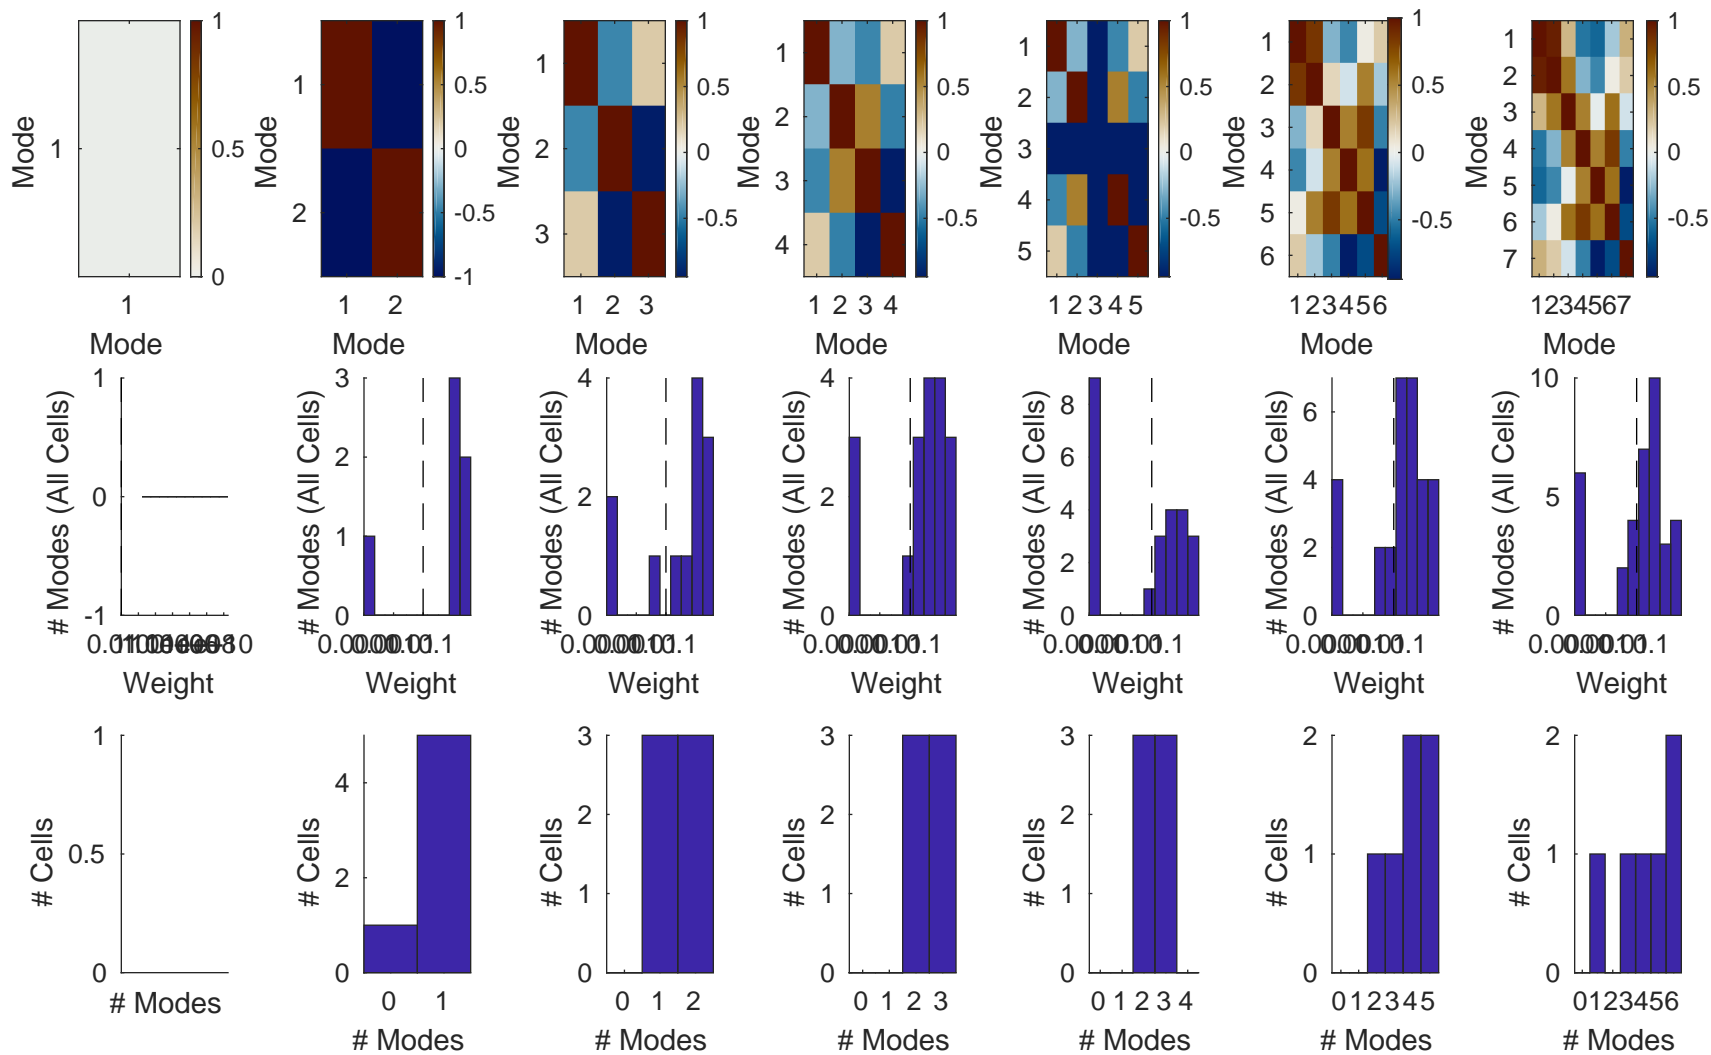 1 1 1 1 1 1 1
Mode 1 1 0.5 0
Mode 1 2 1 0.5 0 -0.5 -1
Mode 1 2 3 1 0.5 0 -0.5
Mode 1 2 3 4 1 0.5 0 -0.5
Mode 1 2 3 4 5 1 0.5 0 -0.5
Mode 1 2 3 4 5 6 1 0.5 0 -0.5
Mode 1 2 3 4 5 6 7 1 0.5 0 -0.5
1 1 2 1 2 3 1 2 3 4 1 2 3 4 5 123456 1234567
Mode Mode Mode Mode Mode Mode Mode
# Modes (All Cells) 1 0 -1
# Modes (All Cells) 3 2 1 0
# Modes (All Cells) 4 2 0
# Modes (All Cells) 4 2 0
# Modes (All Cells) 8 6 4 2 0
# Modes (All Cells) 6 4 2 0
# Modes (All Cells) 10 5 0
Weight Weight Weight Weight Weight Weight Weight
# Cells 1 0.5 0
# Cells 4 2 0
# Cells 3 2 1 0
# Cells 3 2 1 0
# Cells 3 2 1 0
# Cells 2 1 0
# Cells 2 1 0
0 1 0 1 2 0 1 2 3 0 1 2 3 4 0 12345 0123456
# Modes # Modes # Modes # Modes # Modes # Modes # Modes